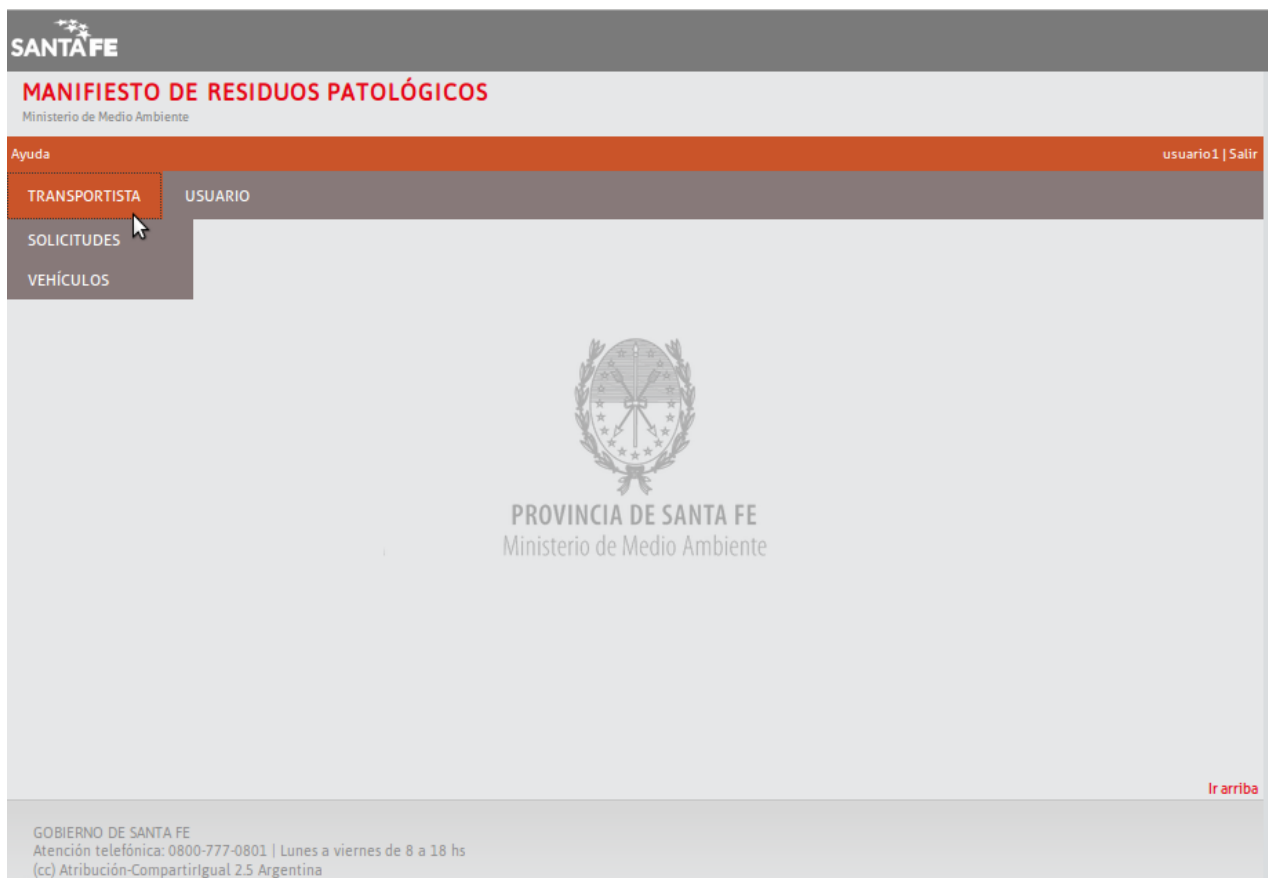 SANTA FE
MANIFIESTO DE RESIDUOS PATOLÓGICOS
Ministerio de Medio Ambiente
Ayuda
usuario1 | Salir
TRANSPORTISTA
USUARIO
SOLICITUDES
VEHÍCULOS
PROVINCIA DE SANTA FE
Ministerio de Medio Ambiente
Ir arriba
GOBIERNO DE SANTA FE
Atención telefónica: 0800-777-0801 | Lunes a viernes de 8 a 18 hs
(cc) Atribución-CompartirIgual 2.5 Argentina